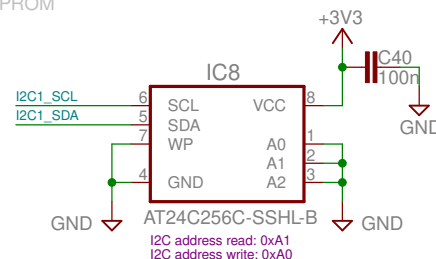 PROM
+3V3
C40
100n
GND
IC8
I2C1_SCL 6 SCL VCC 8
I2C1_SDA 5 SDA
7 WP A0 1
A1 2
4 GND A2 3
GND AT24C256C-SSHL-B GND
I2C address read: 0xA1
I2C address write: 0xA0